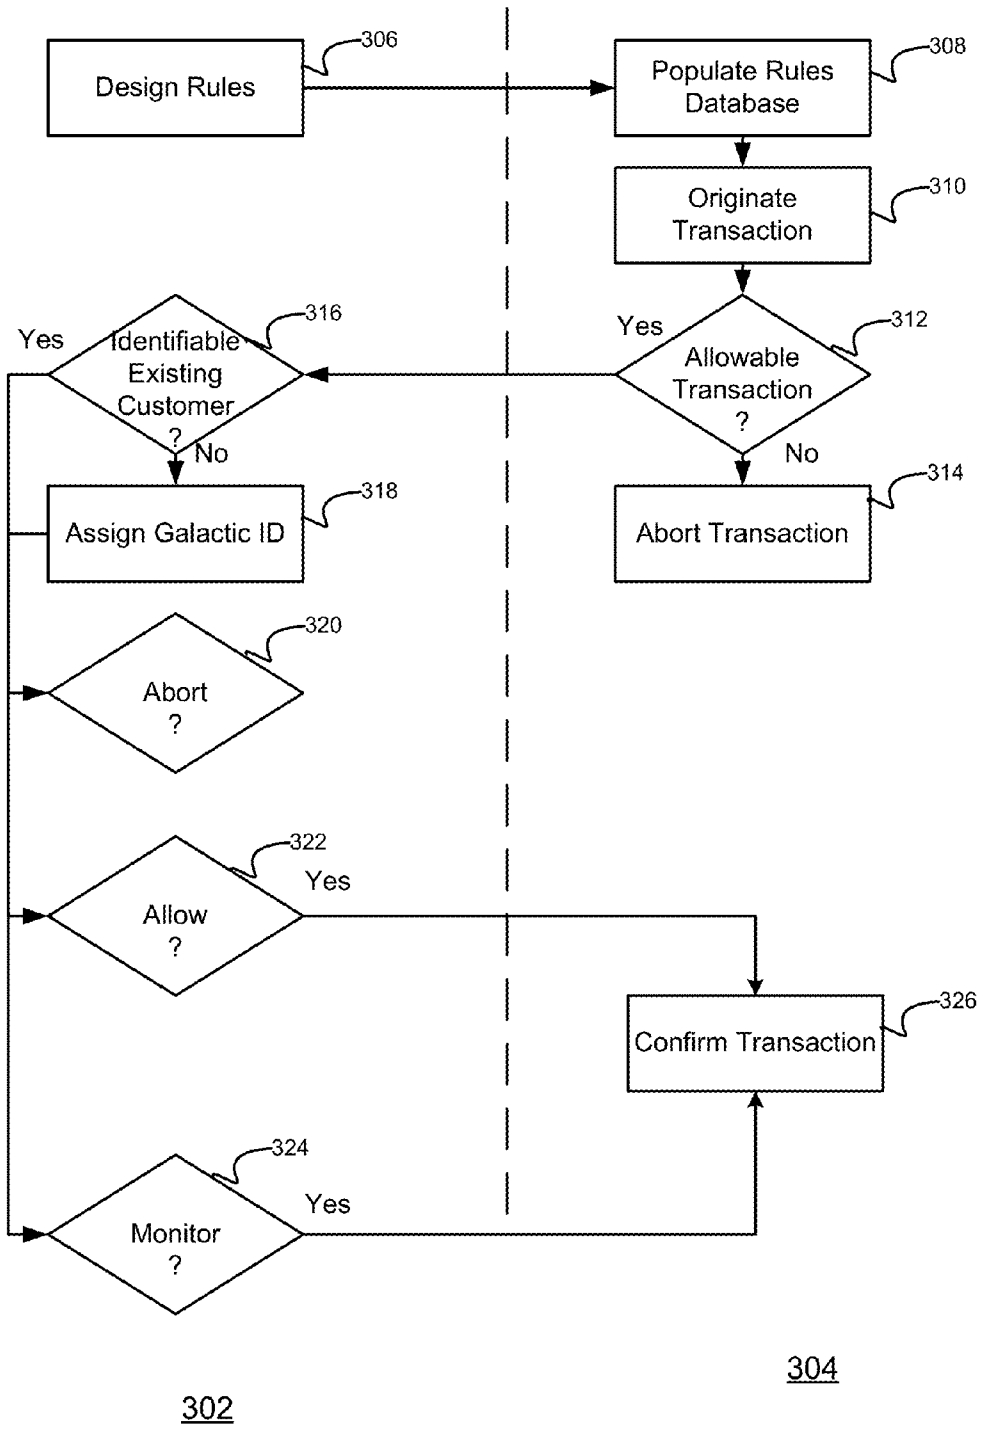 306
Design Rules
308
Populate Rules
Database
310
Originate
Transaction
316
Yes
Identifiable
Existing
Customer
?
No
312
Yes
Allowable
Transaction
?
No
318
Assign Galactic ID
314
Abort Transaction
320
Abort
?
322
Yes
Allow
?
326
Confirm Transaction
324
Yes
Monitor
?
304
302